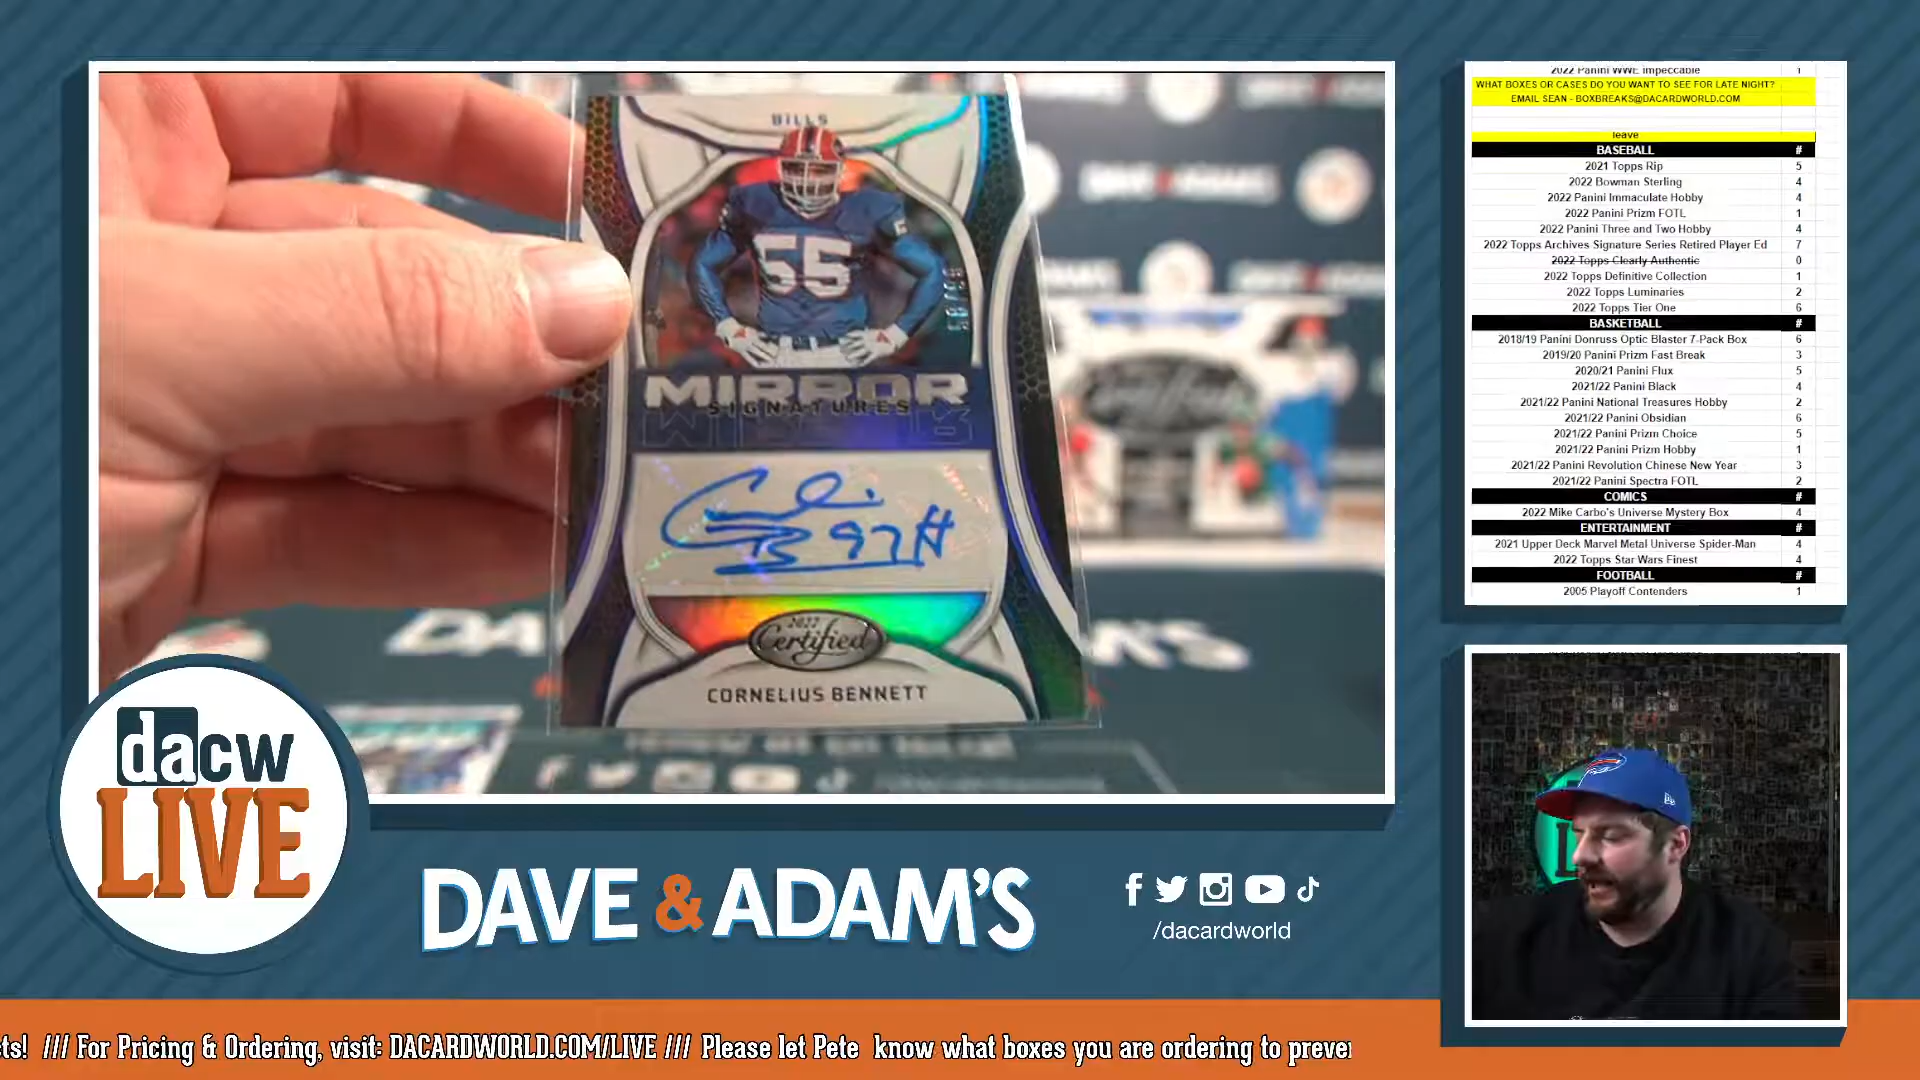 BILLS
55
MIRROR
SIGNATURES
97
2022
Certified
CORNELIUS BENNETT
dacw
LIVE
DAVE & ADAM'S
/dacardworld
2022 Panini WWE Impeccable 1
WHAT BOXES OR CASES DO YOU WANT TO SEE FOR LATE NIGHT?
EMAIL SEAN - BOXBREAKS@DACARDWORLD.COM
leave
BASEBALL #
2021 Topps Rip 5
2022 Bowman Sterling 4
2022 Panini Immaculate Hobby 4
2022 Panini Prizm FOTL 1
2022 Panini Three and Two Hobby 4
2022 Topps Archives Signature Series Retired Player Ed 7
2022 Topps Clearly Authentic 0
2022 Topps Definitive Collection 1
2022 Topps Luminaries 2
2022 Topps Tier One 6
BASKETBALL #
2018/19 Panini Donruss Optic Blaster 7-Pack Box 6
2019/20 Panini Prizm Fast Break 3
2020/21 Panini Flux 5
2021/22 Panini Black 4
2021/22 Panini National Treasures Hobby 2
2021/22 Panini Obsidian 6
2021/22 Panini Prizm Choice 5
2021/22 Panini Prizm Hobby 1
2021/22 Panini Revolution Chinese New Year 3
2021/22 Panini Spectra FOTL 2
COMICS #
2022 Mike Carbo's Universe Mystery Box 4
ENTERTAINMENT #
2021 Upper Deck Marvel Metal Universe Spider-Man 4
2022 Topps Star Wars Finest 4
FOOTBALL #
2005 Playoff Contenders 1
ts! /// For Pricing & Ordering, visit: DACARDWORLD.COM/LIVE /// Please let Pete know what boxes you are ordering to preve